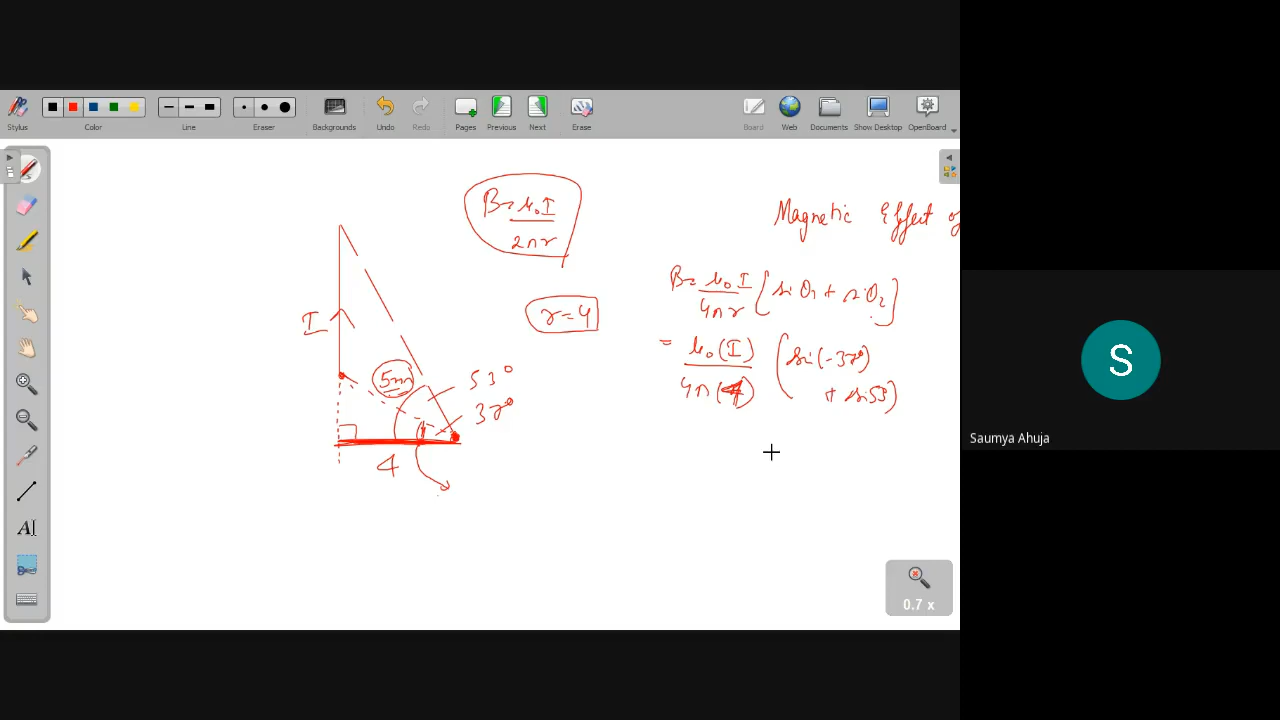 Stylus
Color
Line
Eraser
Backgrounds
Undo
Redo
Pages
Previous
Next
Erase
Board
Web
Documents
Show Desktop
OpenBoard
B = μ₀I
2πr
Magnetic Effect of
B = μ₀I [sin θ₁ + sin θ₂]
4πr
r = 4
I
= μ₀(I) (sin(-37°)
4π(4) + sin53)
5m
53°
37°
4
A
0.7 x
S
Saumya Ahuja